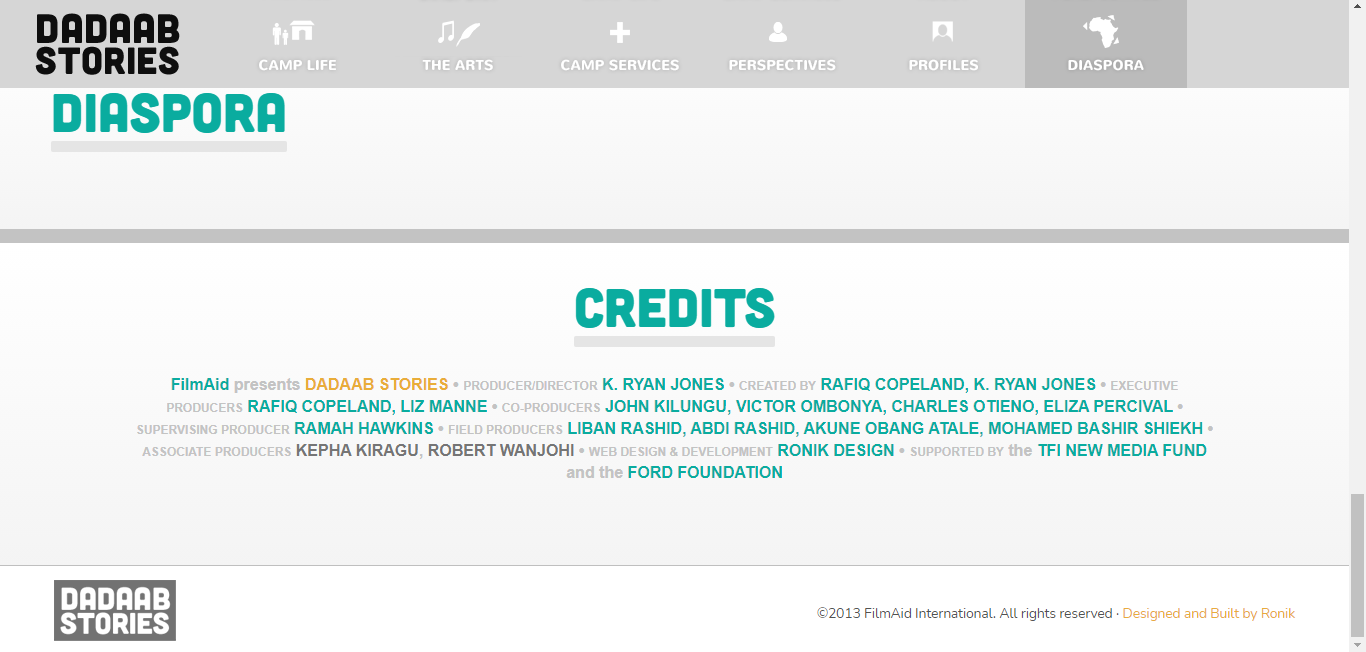 DADAAB
STORIES
CAMP LIFE
THE ARTS
CAMP SERVICES
PERSPECTIVES
PROFILES
DIASPORA
DIASPORA
CREDITS
FilmAid presents DADAAB STORIES • PRODUCER/DIRECTOR K. RYAN JONES • CREATED BY RAFIQ COPELAND, K. RYAN JONES • EXECUTIVE
PRODUCERS RAFIQ COPELAND, LIZ MANNE • CO-PRODUCERS JOHN KILUNGU, VICTOR OMBONYA, CHARLES OTIENO, ELIZA PERCIVAL •
SUPERVISING PRODUCER RAMAH HAWKINS • FIELD PRODUCERS LIBAN RASHID, ABDI RASHID, AKUNE OBANG ATALE, MOHAMED BASHIR SHIEKH •
ASSOCIATE PRODUCERS KEPHA KIRAGU, ROBERT WANJOHI • WEB DESIGN & DEVELOPMENT RONIK DESIGN • SUPPORTED BY the TFI NEW MEDIA FUND
and the FORD FOUNDATION
DADAAB
STORIES
©2013 FilmAid International. All rights reserved · Designed and Built by Ronik